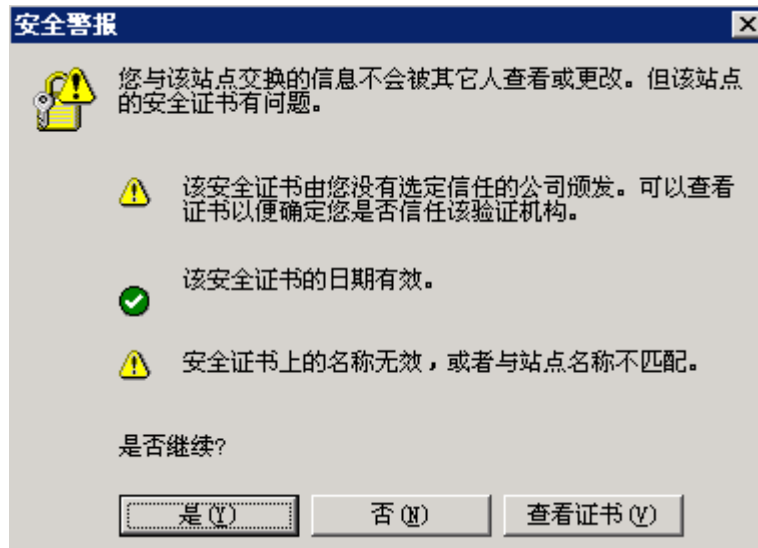 安全警报
您与该站点交换的信息不会被其它人查看或更改。但该站点
的安全证书有问题。
该安全证书由您没有选定信任的公司颁发。可以查看
证书以便确定您是否信任该验证机构。
该安全证书的日期有效。
安全证书上的名称无效，或者与站点名称不匹配。
是否继续?
是(Y) 否(N) 查看证书(V)